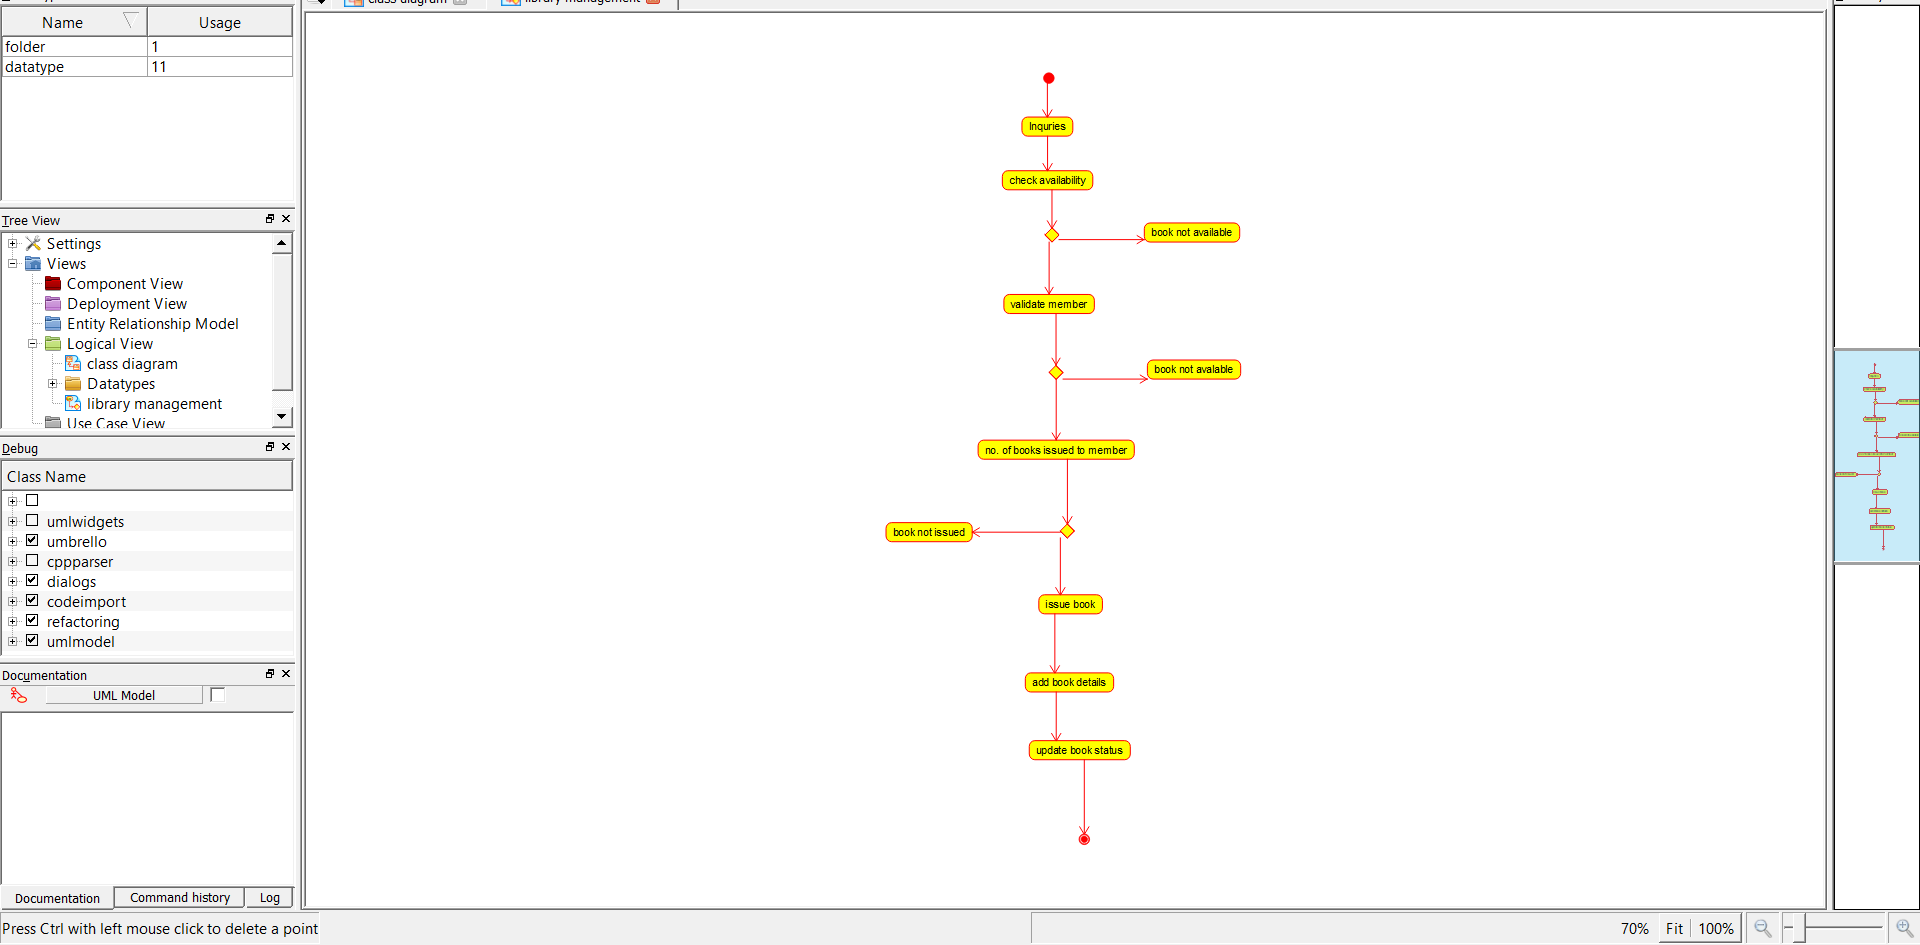 class diagram
library management
Name Usage
folder 1
datatype 11
Tree View
Settings
Views
Component View
Deployment View
Entity Relationship Model
Logical View
class diagram
Datatypes
library management
Use Case View
Debug
Class Name
umlwidgets
umbrello
cppparser
dialogs
codeimport
refactoring
umlmodel
Documentation
UML Model
Documentation Command history Log
Press Ctrl with left mouse click to delete a point
Inquries
check availability
book not available
validate member
book not avalable
no. of books issued to member
book not issued
issue book
add book details
update book status
70% Fit 100%